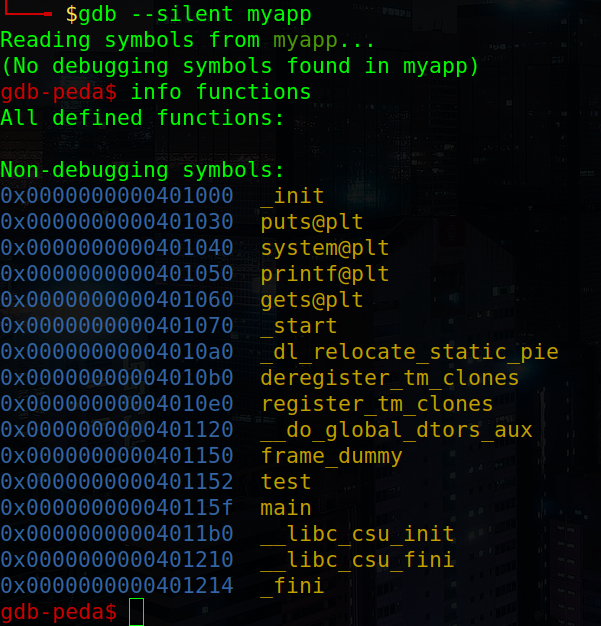 $gdb --silent myapp
Reading symbols from myapp...
(No debugging symbols found in myapp)
gdb-peda$ info functions
All defined functions:
Non-debugging symbols:
0x0000000000401000  _init
0x0000000000401030  puts@plt
0x0000000000401040  system@plt
0x0000000000401050  printf@plt
0x0000000000401060  gets@plt
0x0000000000401070  _start
0x00000000004010a0  _dl_relocate_static_pie
0x00000000004010b0  deregister_tm_clones
0x00000000004010e0  register_tm_clones
0x0000000000401120  __do_global_dtors_aux
0x0000000000401150  frame_dummy
0x0000000000401152  test
0x000000000040115f  main
0x00000000004011b0  __libc_csu_init
0x0000000000401210  __libc_csu_fini
0x0000000000401214  _fini
gdb-peda$